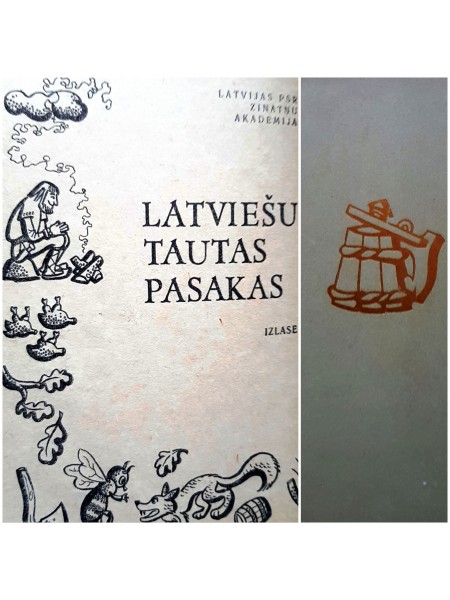 LATVIJAS PSR
ZINĀTŅU
AKADĒMIJA
LATVIEŠU
TAUTAS
PASAKAS
IZLASE